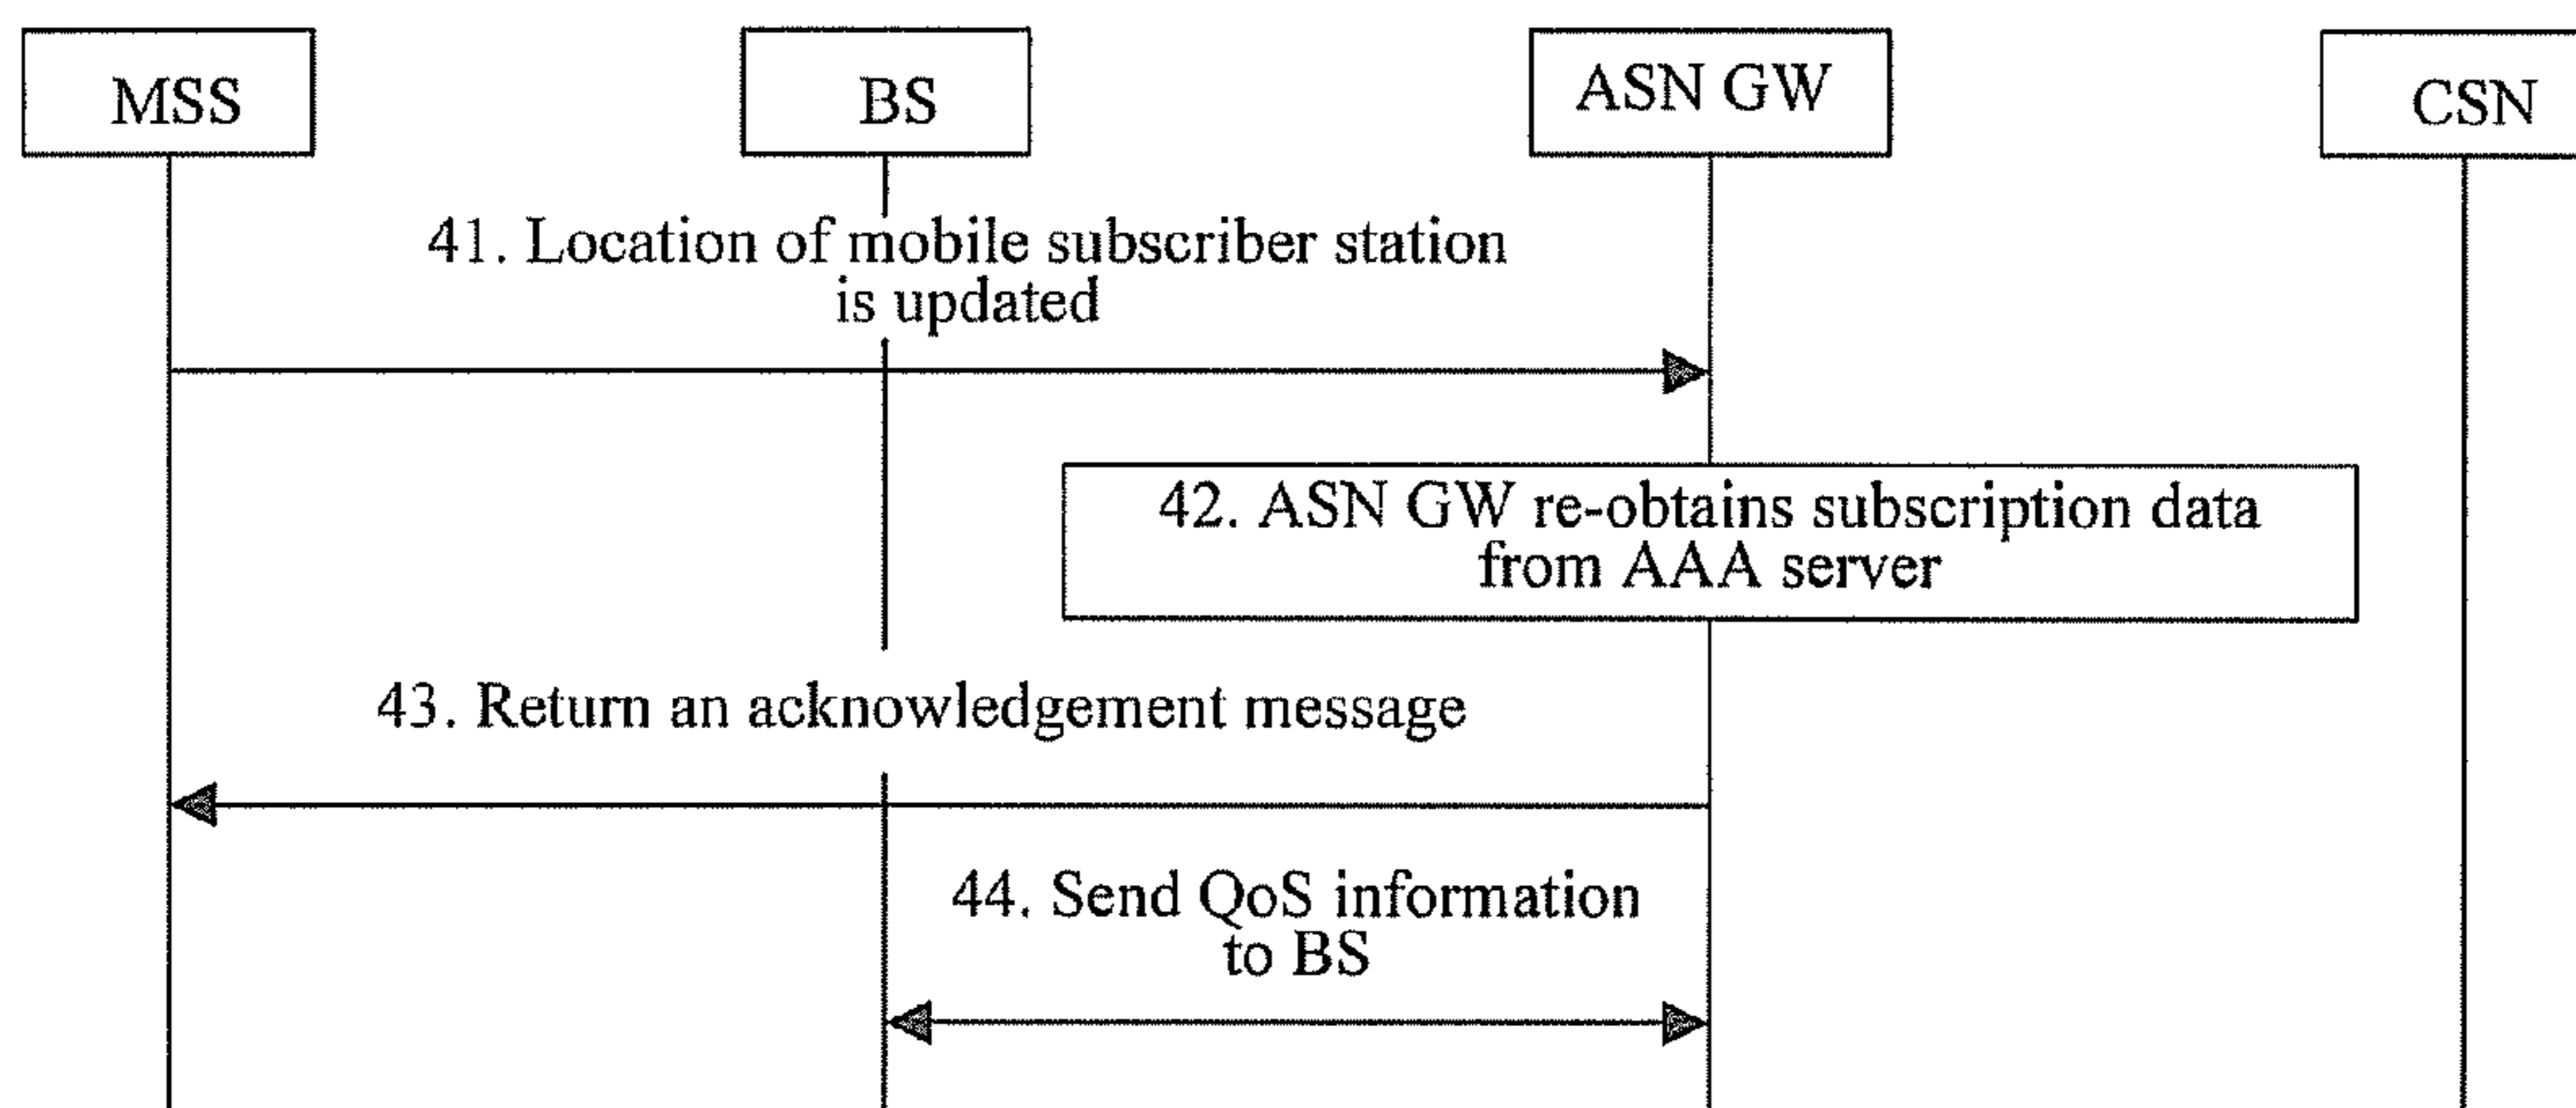 MSS
BS
ASN GW
CSN
41. Location of mobile subscriber station
is updated
42. ASN GW re-obtains subscription data
from AAA server
43. Return an acknowledgement message
44. Send QoS information
to BS